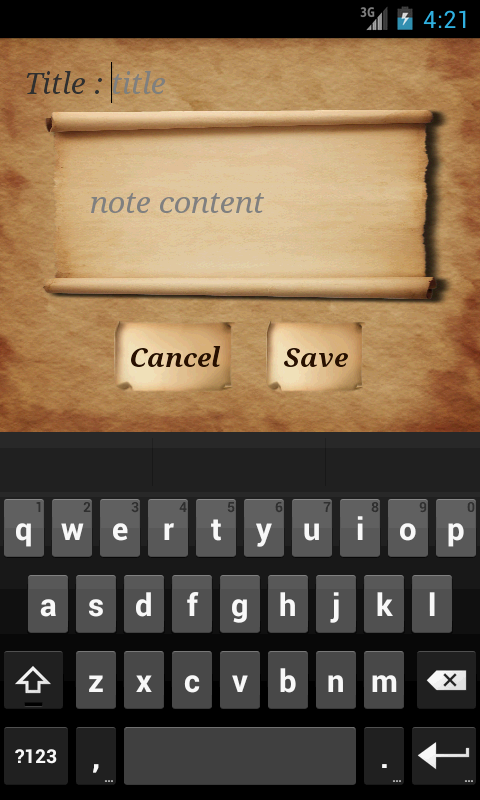 3G 4:21
Title : title
note content
Cancel Save
1 2 3 4 5 6 7 8 9 0
q w e r t y u i o p
a s d f g h j k l
z x c v b n m
?123 , ... . ... ...